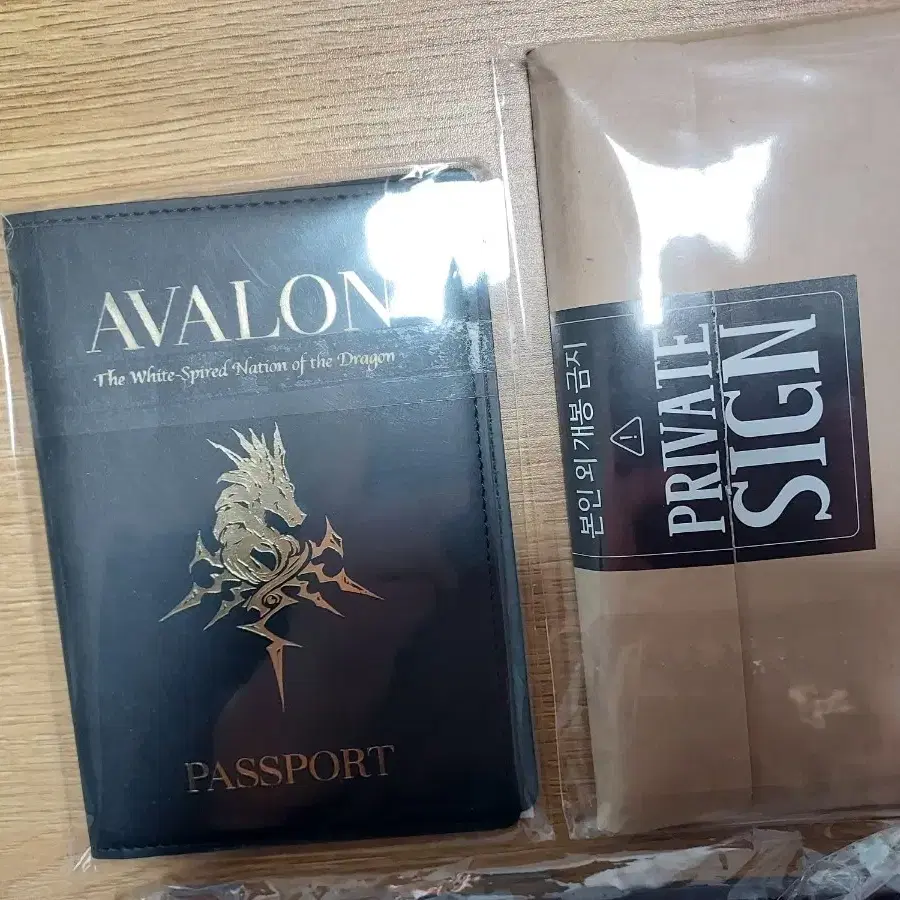 AVALON
The White-Spired Nation of the Dragon
PASSPORT
본인 외 개봉 금지
PRIVATE
SIGN